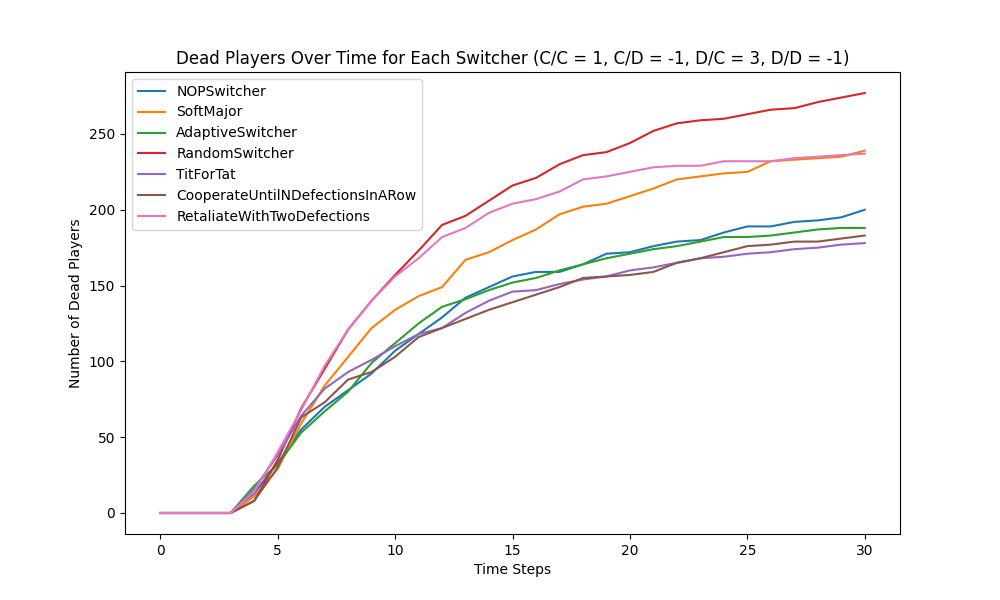 Dead Players Over Time for Each Switcher (C/C = 1, C/D = -1, D/C = 3, D/D = -1)
NOPSwitcher
SoftMajor
AdaptiveSwitcher
RandomSwitcher
TitForTat
CooperateUntilNDefectionsInARow
RetaliateWithTwoDefections
Number of Dead Players
250
200
150
100
50
0
0 5 10 15 20 25 30
Time Steps